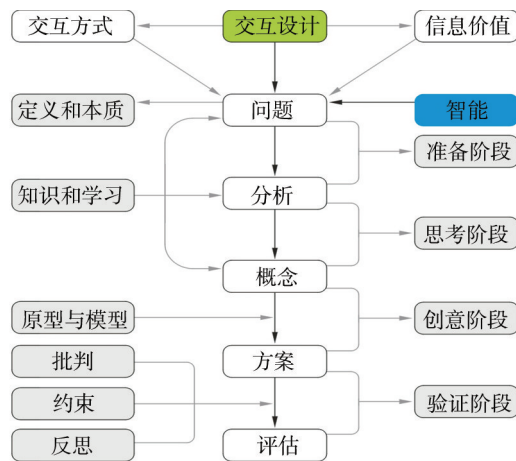 交互方式
交互设计
信息价值
定义和本质
问题
智能
准备阶段
知识和学习
分析
思考阶段
概念
原型与模型
创意阶段
批判
方案
约束
验证阶段
反思
评估